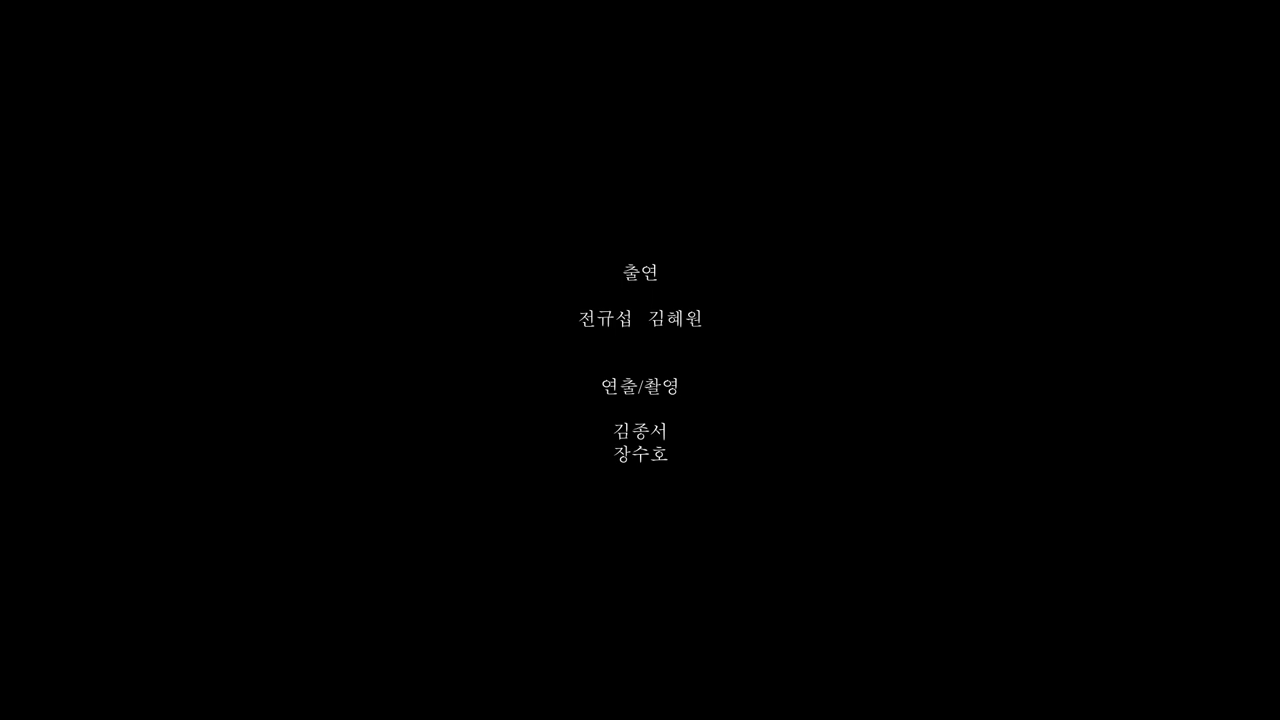 출연
전규섭 김혜원
연출/촬영
김종서
장수호